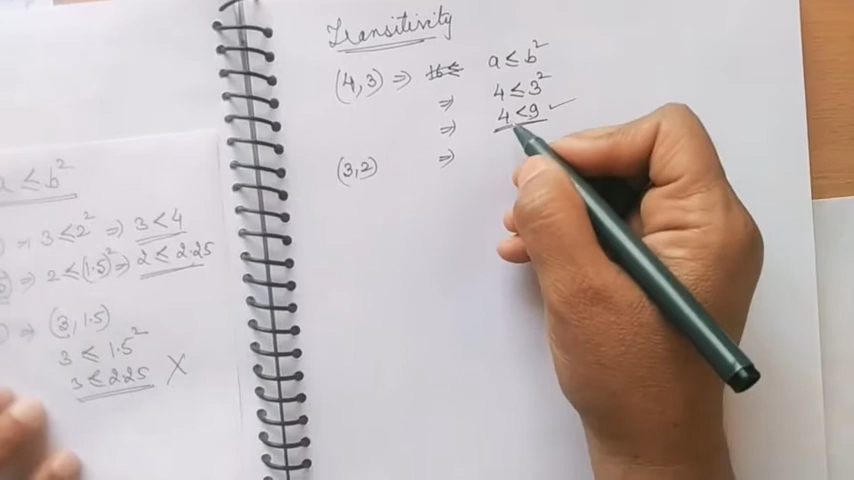 a ≤ b²
⇒ 3 ≤ 2² ⇒ 3 < 4
⇒ 2 ≤ (1.5)² ⇒ 2 ≤ 2.25
⇒ (3, 1.5)
3 ≤ 1.5²
3 ≤ 2.25 X
Transitivity
(4,3) ⇒ a ≤ b²
⇒ 4 ≤ 3²
⇒ 4 < 9 ✓
(3,2) ⇒